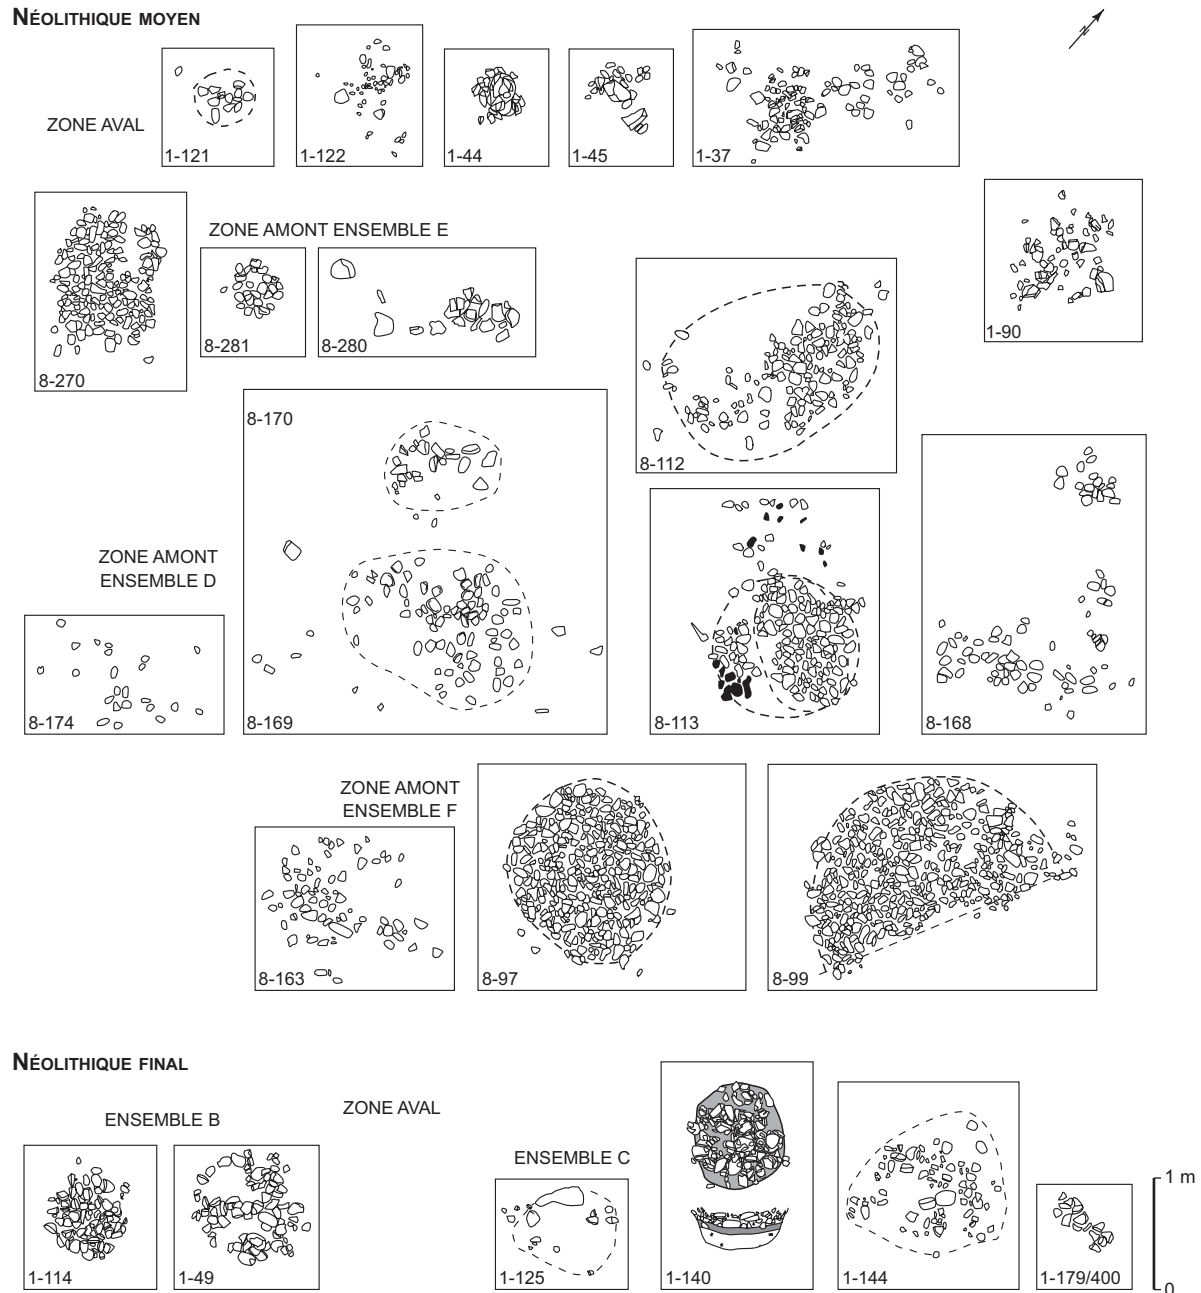 NÉOLITHIQUE MOYEN
N
ZONE AVAL
1-121
1-122
1-44
1-45
1-37
ZONE AMONT ENSEMBLE E
8-270
8-281
8-280
8-112
1-90
8-170
ZONE AMONT
ENSEMBLE D
8-174
8-169
8-113
8-168
ZONE AMONT
ENSEMBLE F
8-163
8-97
8-99
NÉOLITHIQUE FINAL
ENSEMBLE B
ZONE AVAL
ENSEMBLE C
1-114
1-49
1-125
1-140
1-144
1-179/400
1 m
0